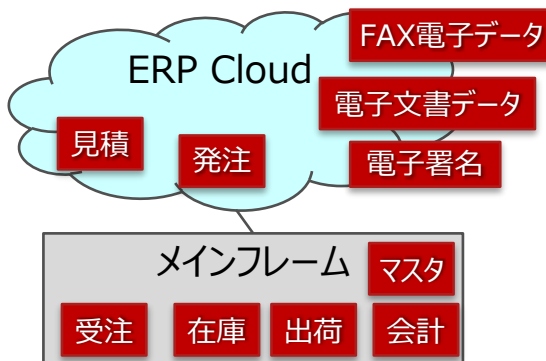 FAX電子データ
ERP Cloud
電子文書データ
見積
発注
電子署名
メインフレーム
マスタ
受注
在庫
出荷
会計